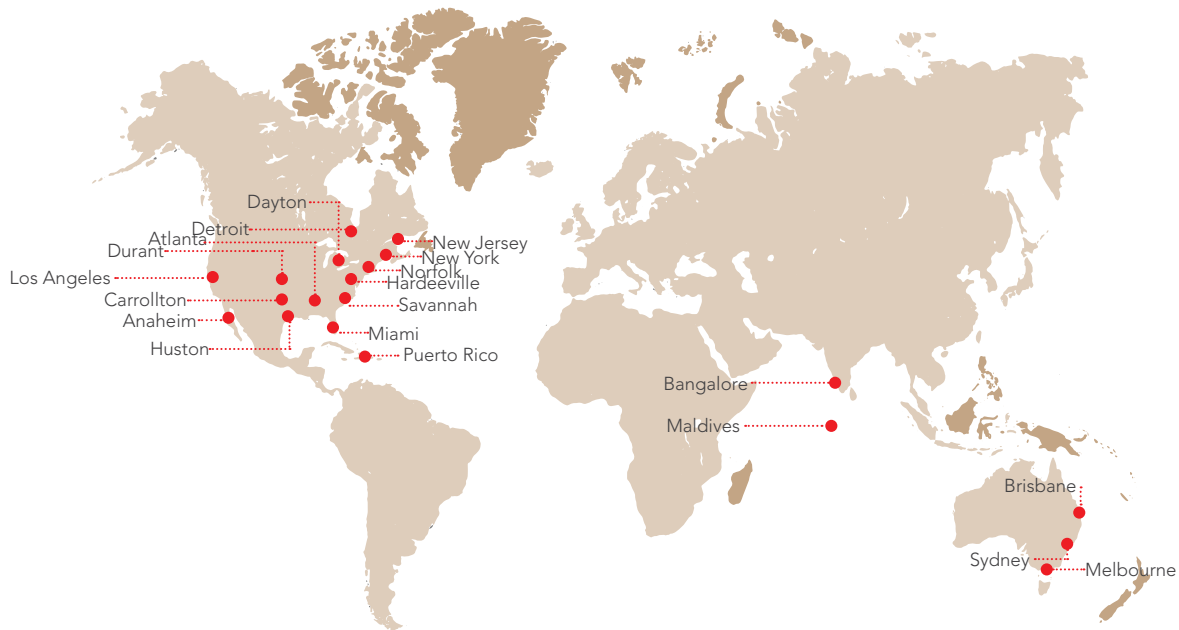 Dayton
Detroit
Atlanta
Durant
Los Angeles
Carrollton
Anaheim
Huston
New Jersey
New York
Norfolk
Hardeeville
Savannah
Miami
Puerto Rico
Bangalore
Maldives
Brisbane
Sydney
Melbourne